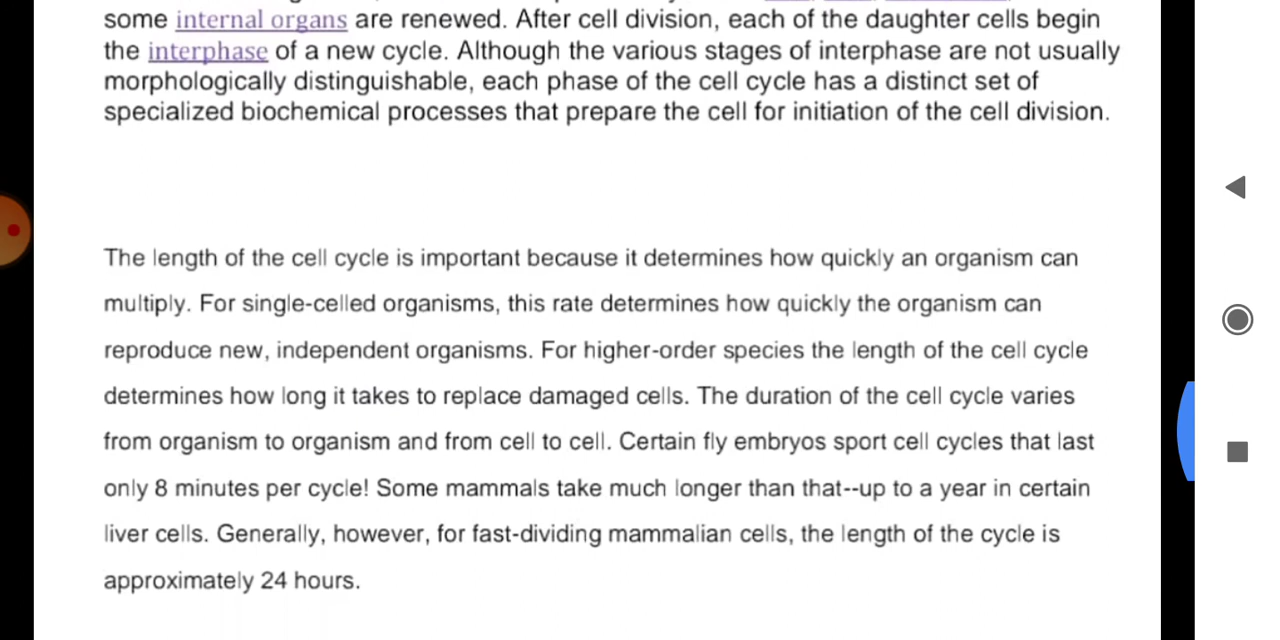 some internal organs are renewed. After cell division, each of the daughter cells begin
the interphase of a new cycle. Although the various stages of interphase are not usually
morphologically distinguishable, each phase of the cell cycle has a distinct set of
specialized biochemical processes that prepare the cell for initiation of the cell division.
The length of the cell cycle is important because it determines how quickly an organism can
multiply. For single-celled organisms, this rate determines how quickly the organism can
reproduce new, independent organisms. For higher-order species the length of the cell cycle
determines how long it takes to replace damaged cells. The duration of the cell cycle varies
from organism to organism and from cell to cell. Certain fly embryos sport cell cycles that last
only 8 minutes per cycle! Some mammals take much longer than that--up to a year in certain
liver cells. Generally, however, for fast-dividing mammalian cells, the length of the cycle is
approximately 24 hours.